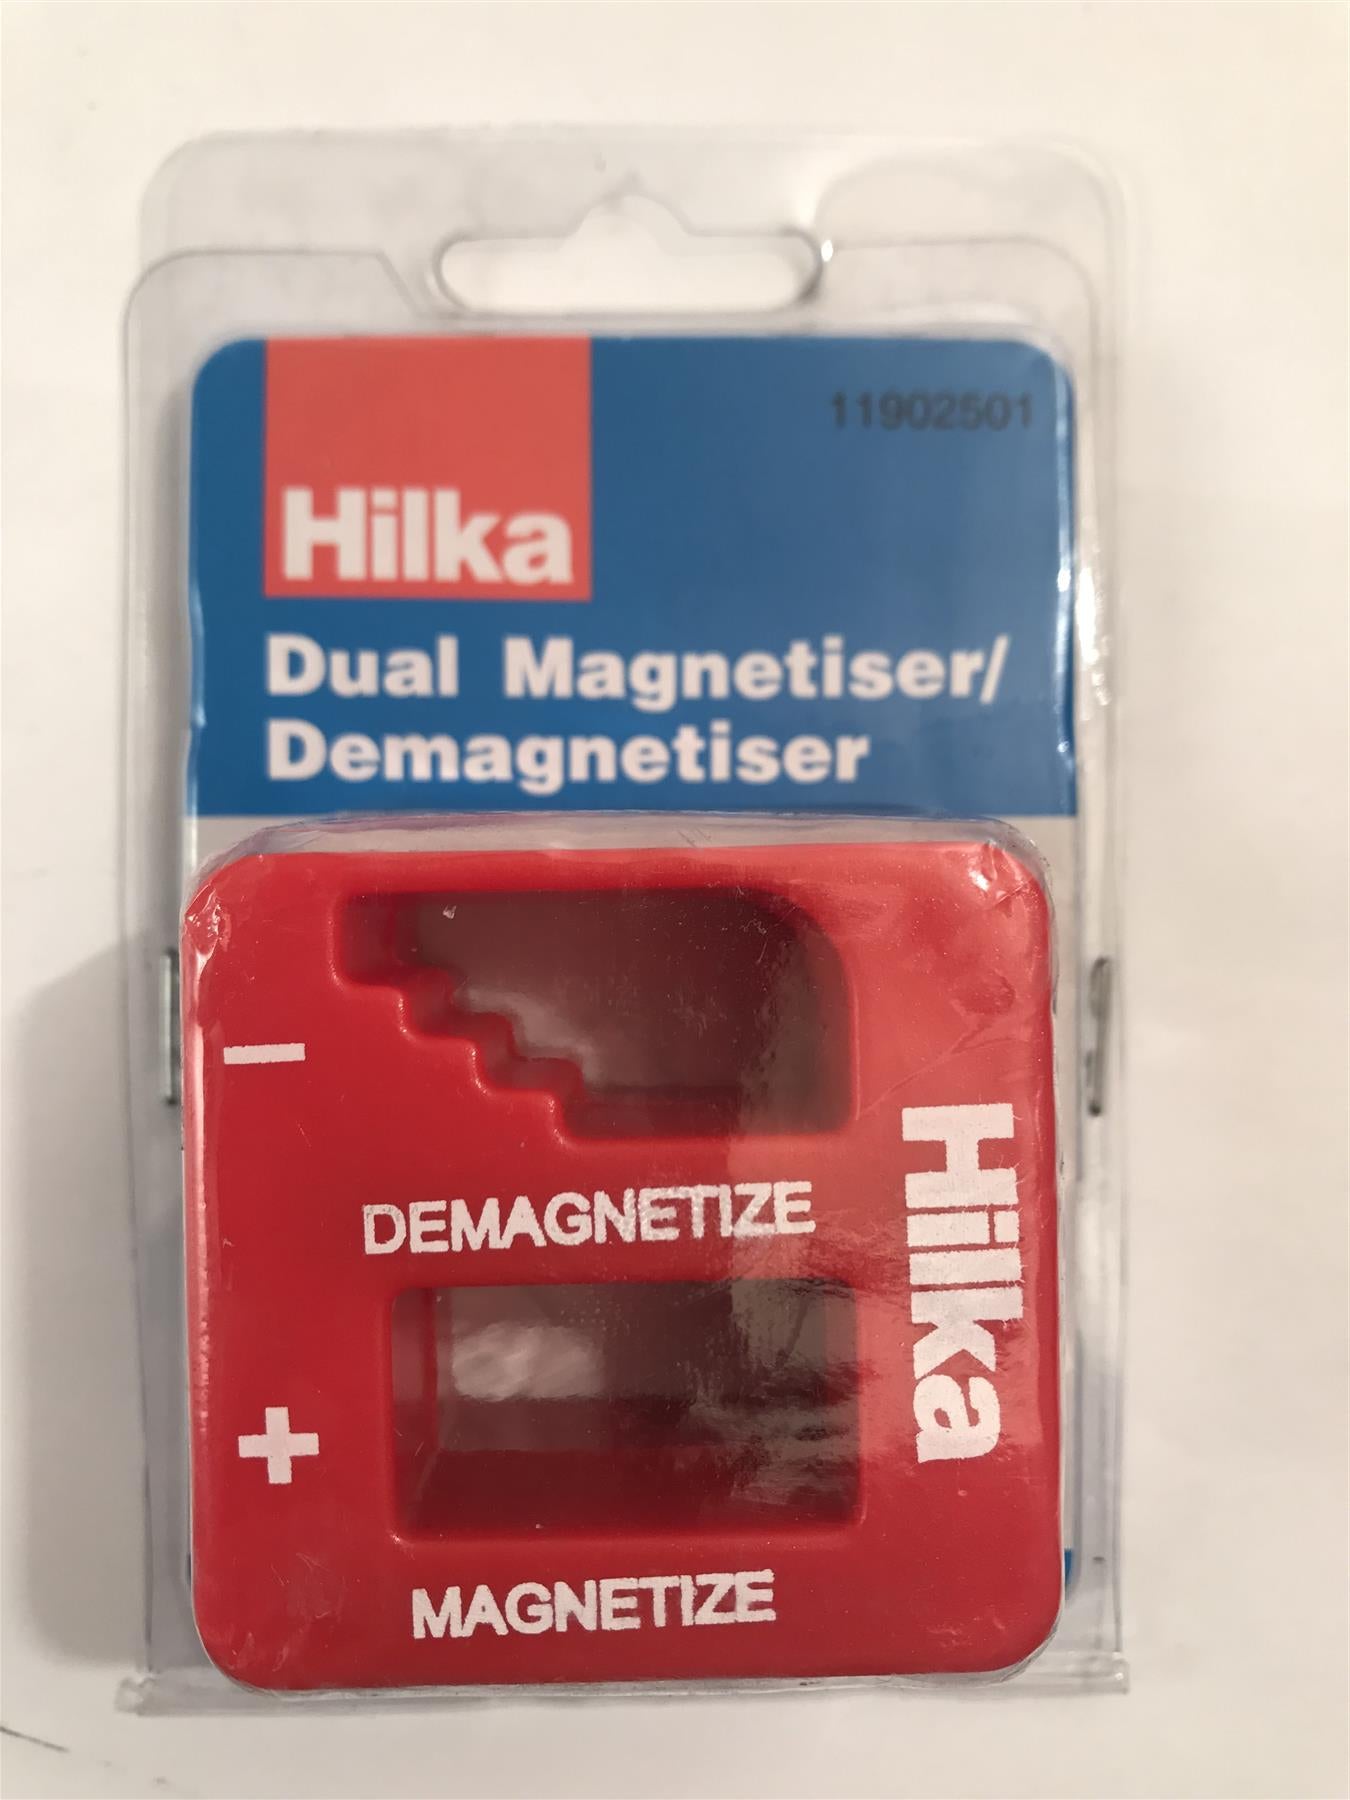 11902501
Hilka
Dual Magnetiser/
Demagnetiser
–
DEMAGNETIZE
Hilka
+
MAGNETIZE